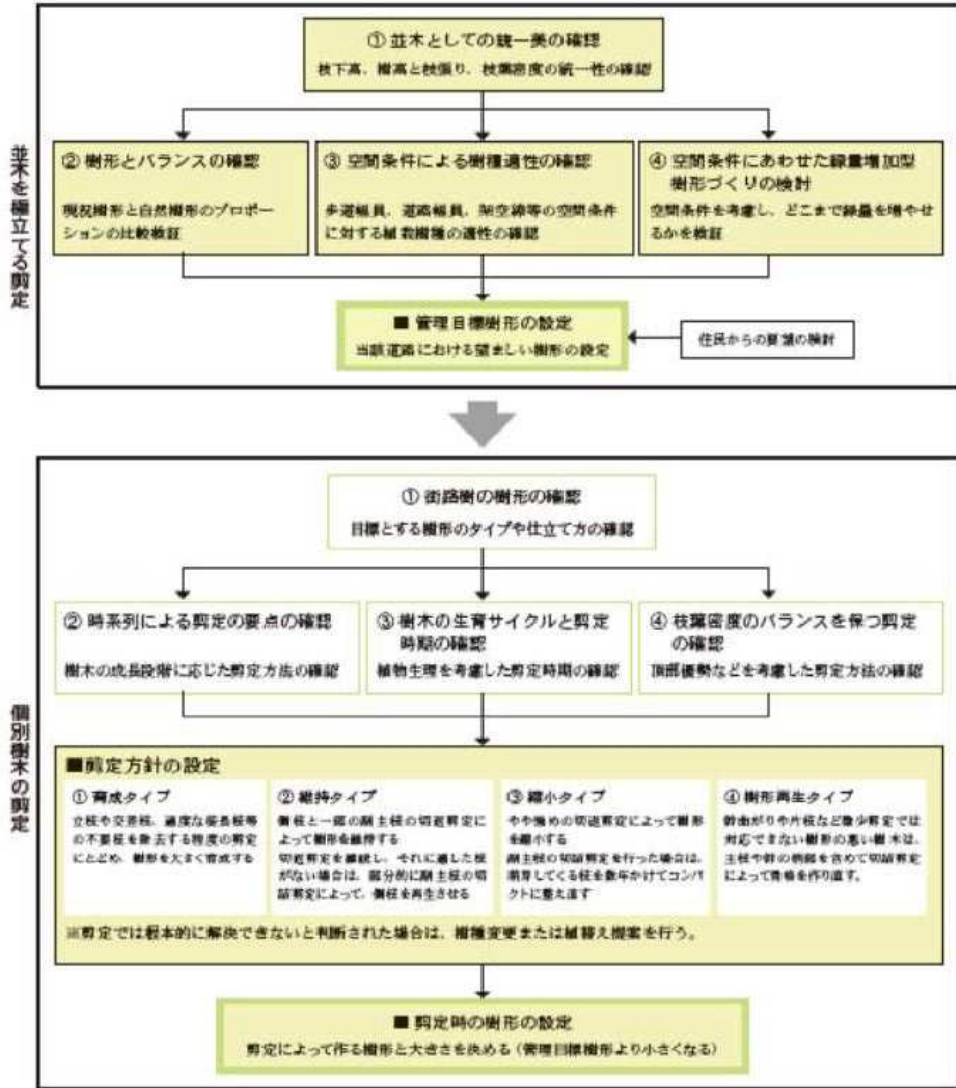 並木を樹立てる剪定
① 並木としての統一美の確認
枝下高、樹高と枝張り、枝葉密度の統一性の確認
② 樹形とバランスの確認
現況樹形と自然樹形のプロポー
ションの比較検証
③ 空間条件による樹種適性の確認
歩道幅員、道路幅員、架空線等の空間条件
に対する植栽樹種の適性の確認
④ 空間条件にあわせた緑量増加型
樹形づくりの検討
空間条件を考慮し、どこまで緑量を増やせ
るかを検証
■ 管理目標樹形の設定
当該道路における望ましい樹形の設定
住民からの要望の検討
個別樹木の剪定
① 街路樹の樹形の確認
目標とする樹形のタイプや仕立て方の確認
② 時系列による剪定の要点の確認
樹木の成長段階に応じた剪定方法の確認
③ 樹木の生育サイクルと剪定
時期の確認
植物生理を考慮した剪定時期の確認
④ 枝葉密度のバランスを保つ剪定
の確認
頂部優勢などを考慮した剪定方法の確認
■剪定方針の設定
① 育成タイプ
立枝や交差枝、過度な徒長枝等
の不要枝を除去する程度の剪定
にとどめ、樹形を大きく育成する
② 維持タイプ
側枝と一部の副主枝の切返剪定に
よって樹形を維持する
切返剪定を継続し、それに適した枝
がない場合は、部分的に副主枝の切
詰剪定によって、側枝を再生させる
③ 縮小タイプ
やや強めの切返剪定によって樹形
を縮小する
副主枝の切詰剪定を行った場合は、
萌芽してくる枝を数年かけてコンパ
クトに整え直す
④ 樹形再生タイプ
幹曲がりや片枝など微少剪定では
対応できない樹形の悪い樹木は、
主枝や幹の病部を含めて切詰剪定
によって骨格を作り直す。
※剪定では根本的に解決できないと判断された場合は、樹種変更または植替え提案を行う。
■ 剪定時の樹形の設定
剪定によって作る樹形と大きさを決める（管理目標樹形より小さくなる）